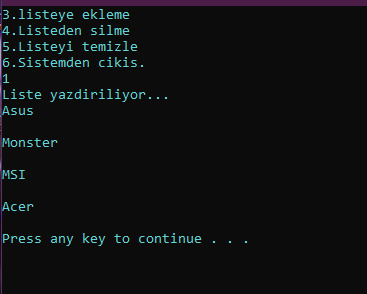 3.listeye ekleme
4.Listeden silme
5.Listeyi temizle
6.Sistemden cikis.
1
Liste yazdiriliyor...
Asus
Monster
MSI
Acer
Press any key to continue . . .